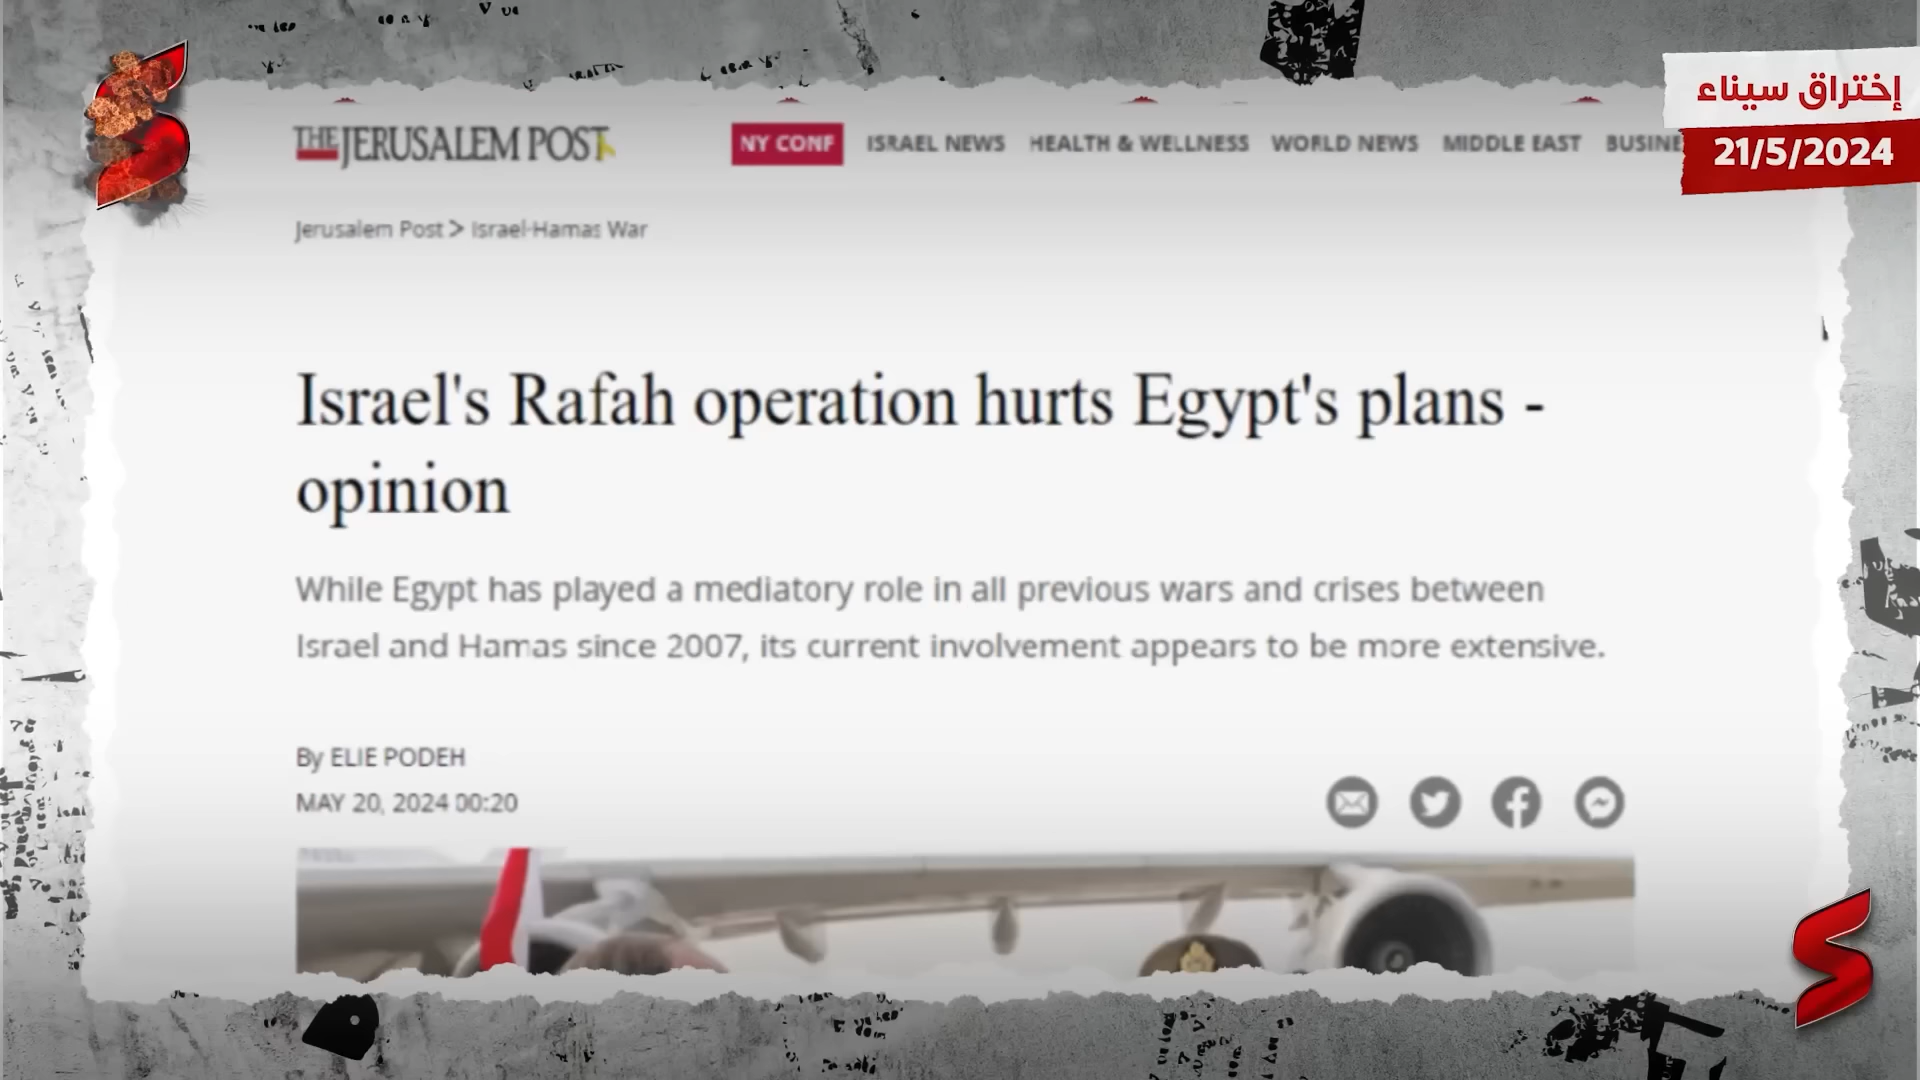 إختراق سيناء
21/5/2024
THE JERUSALEM POST
NY CONF ISRAEL NEWS HEALTH & WELLNESS WORLD NEWS MIDDLE EAST BUSINE
Jerusalem Post > Israel-Hamas War
Israel's Rafah operation hurts Egypt's plans -
opinion
While Egypt has played a mediatory role in all previous wars and crises between
Israel and Hamas since 2007, its current involvement appears to be more extensive.
By ELIE PODEH
MAY 20, 2024 00:20